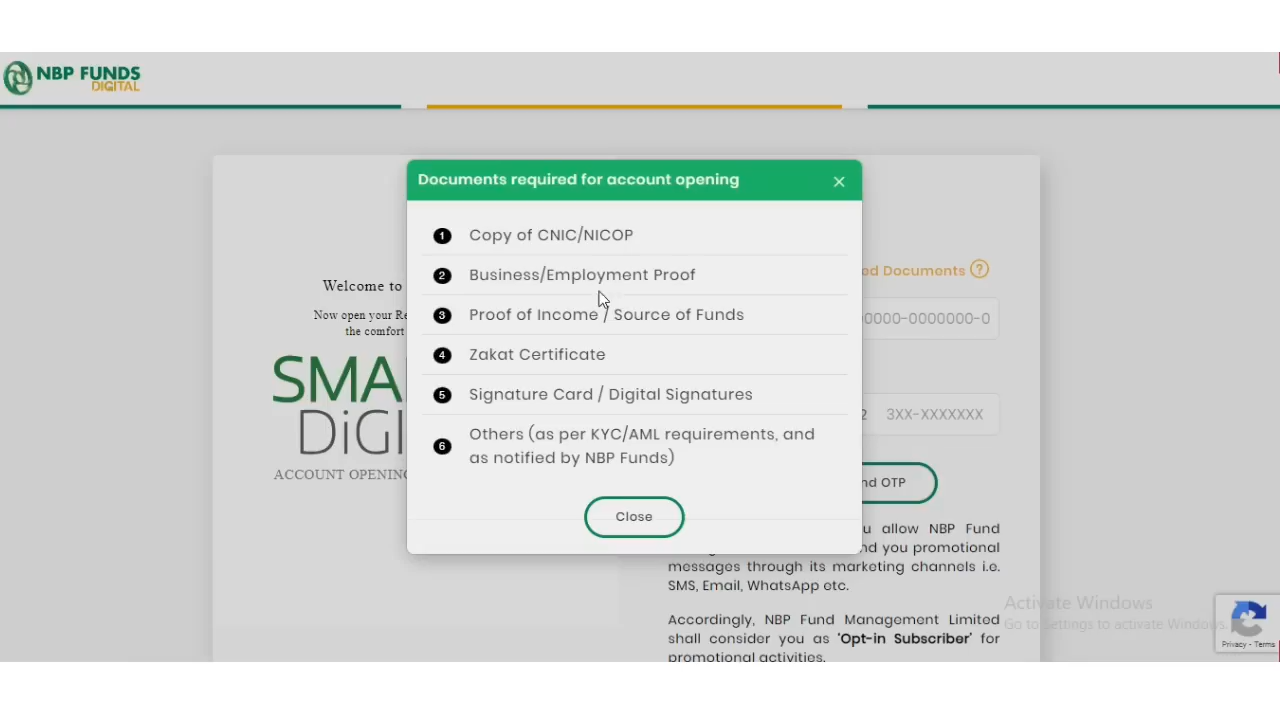 NBP FUNDS
DIGITAL
Documents required for account opening
×
1 Copy of CNIC/NICOP
2 Business/Employment Proof
3 Proof of Income / Source of Funds
4 Zakat Certificate
5 Signature Card / Digital Signatures
6 Others (as per KYC/AML requirements, and
as notified by NBP Funds)
Close
Welcome to
Now open your Re
the comfort
SMA
DiGI
ACCOUNT OPENING
Documents ?
0000-0000000-0
2 3XX-XXXXXXX
OTP
allow NBP Fund
you promotional
messages through its marketing channels i.e.
SMS, Email, WhatsApp etc.
Accordingly, NBP Fund Management Limited
shall consider you as 'Opt-in Subscriber' for
promotional activities.
Activate Windows
Go to Settings to activate Windows.
Privacy - Terms